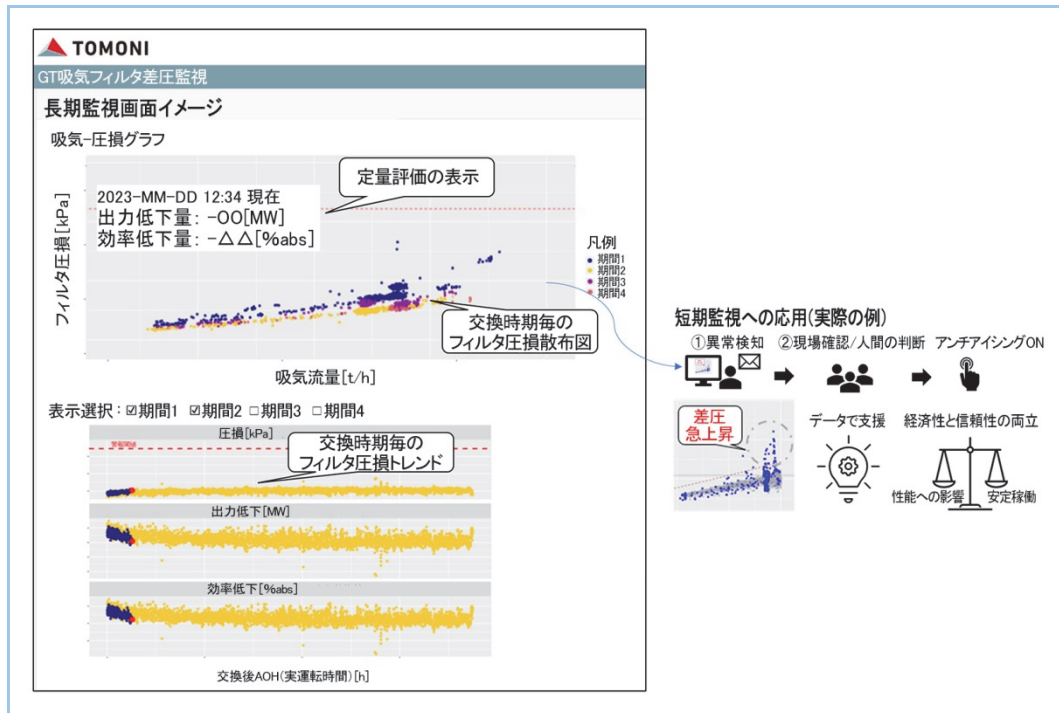 TOMONI
GT吸気フィルタ差圧監視
長期監視画面イメージ
吸気-圧損グラフ
定量評価の表示
2023-MM-DD 12:34 現在
出力低下量: -○○[MW]
効率低下量: -△△[%abs]
フィルタ圧損[kPa]
凡例
期間1
期間2
期間3
期間4
交換時期毎の
フィルタ圧損散布図
吸気流量[t/h]
表示選択:☑期間1 ☑期間2 □期間3 □期間4
圧損[kPa]
交換時期毎の
フィルタ圧損トレンド
出力低下[MW]
効率低下[%abs]
交換後AOH(実運転時間)[h]
短期監視への応用(実際の例)
①異常検知 ②現場確認/人間の判断 アンチアイシングON
差圧
急上昇
データで支援 経済性と信頼性の両立
性能への影響 安定稼働